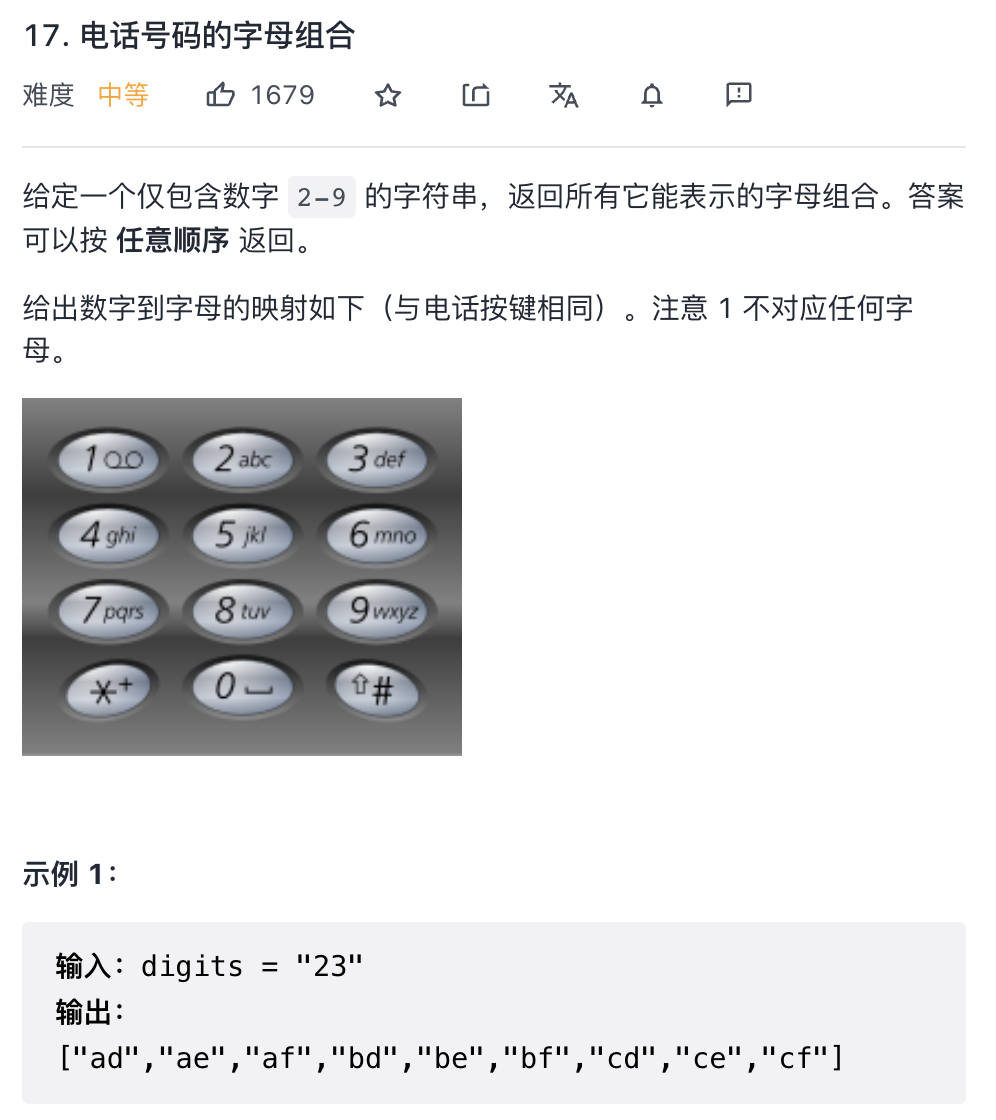 17. 电话号码的字母组合
难度 中等 1679
给定一个仅包含数字 2-9 的字符串，返回所有它能表示的字母组合。答案
可以按 任意顺序 返回。
给出数字到字母的映射如下（与电话按键相同）。注意 1 不对应任何字
母。
1 2 abc 3 def
4 ghi 5 jkl 6 mno
7 pqrs 8 tuv 9 wxyz
*+ 0 #
示例 1：
输入：digits = "23"
输出：
["ad","ae","af","bd","be","bf","cd","ce","cf"]